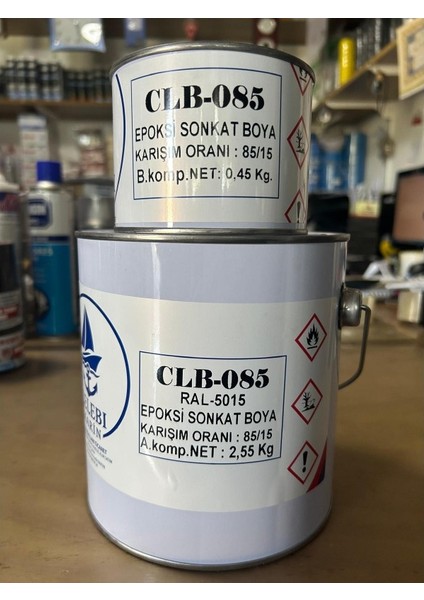 CLB-085
EPOKSİ SONKAT BOYA
KARIŞIM ORANI : 85/15
B.komp.NET: 0,45 Kg.
CLB-085
RAL-5015
EPOKSİ SONKAT BOYA
KARIŞIM ORANI : 85/15
A.komp.NET : 2,55 Kg